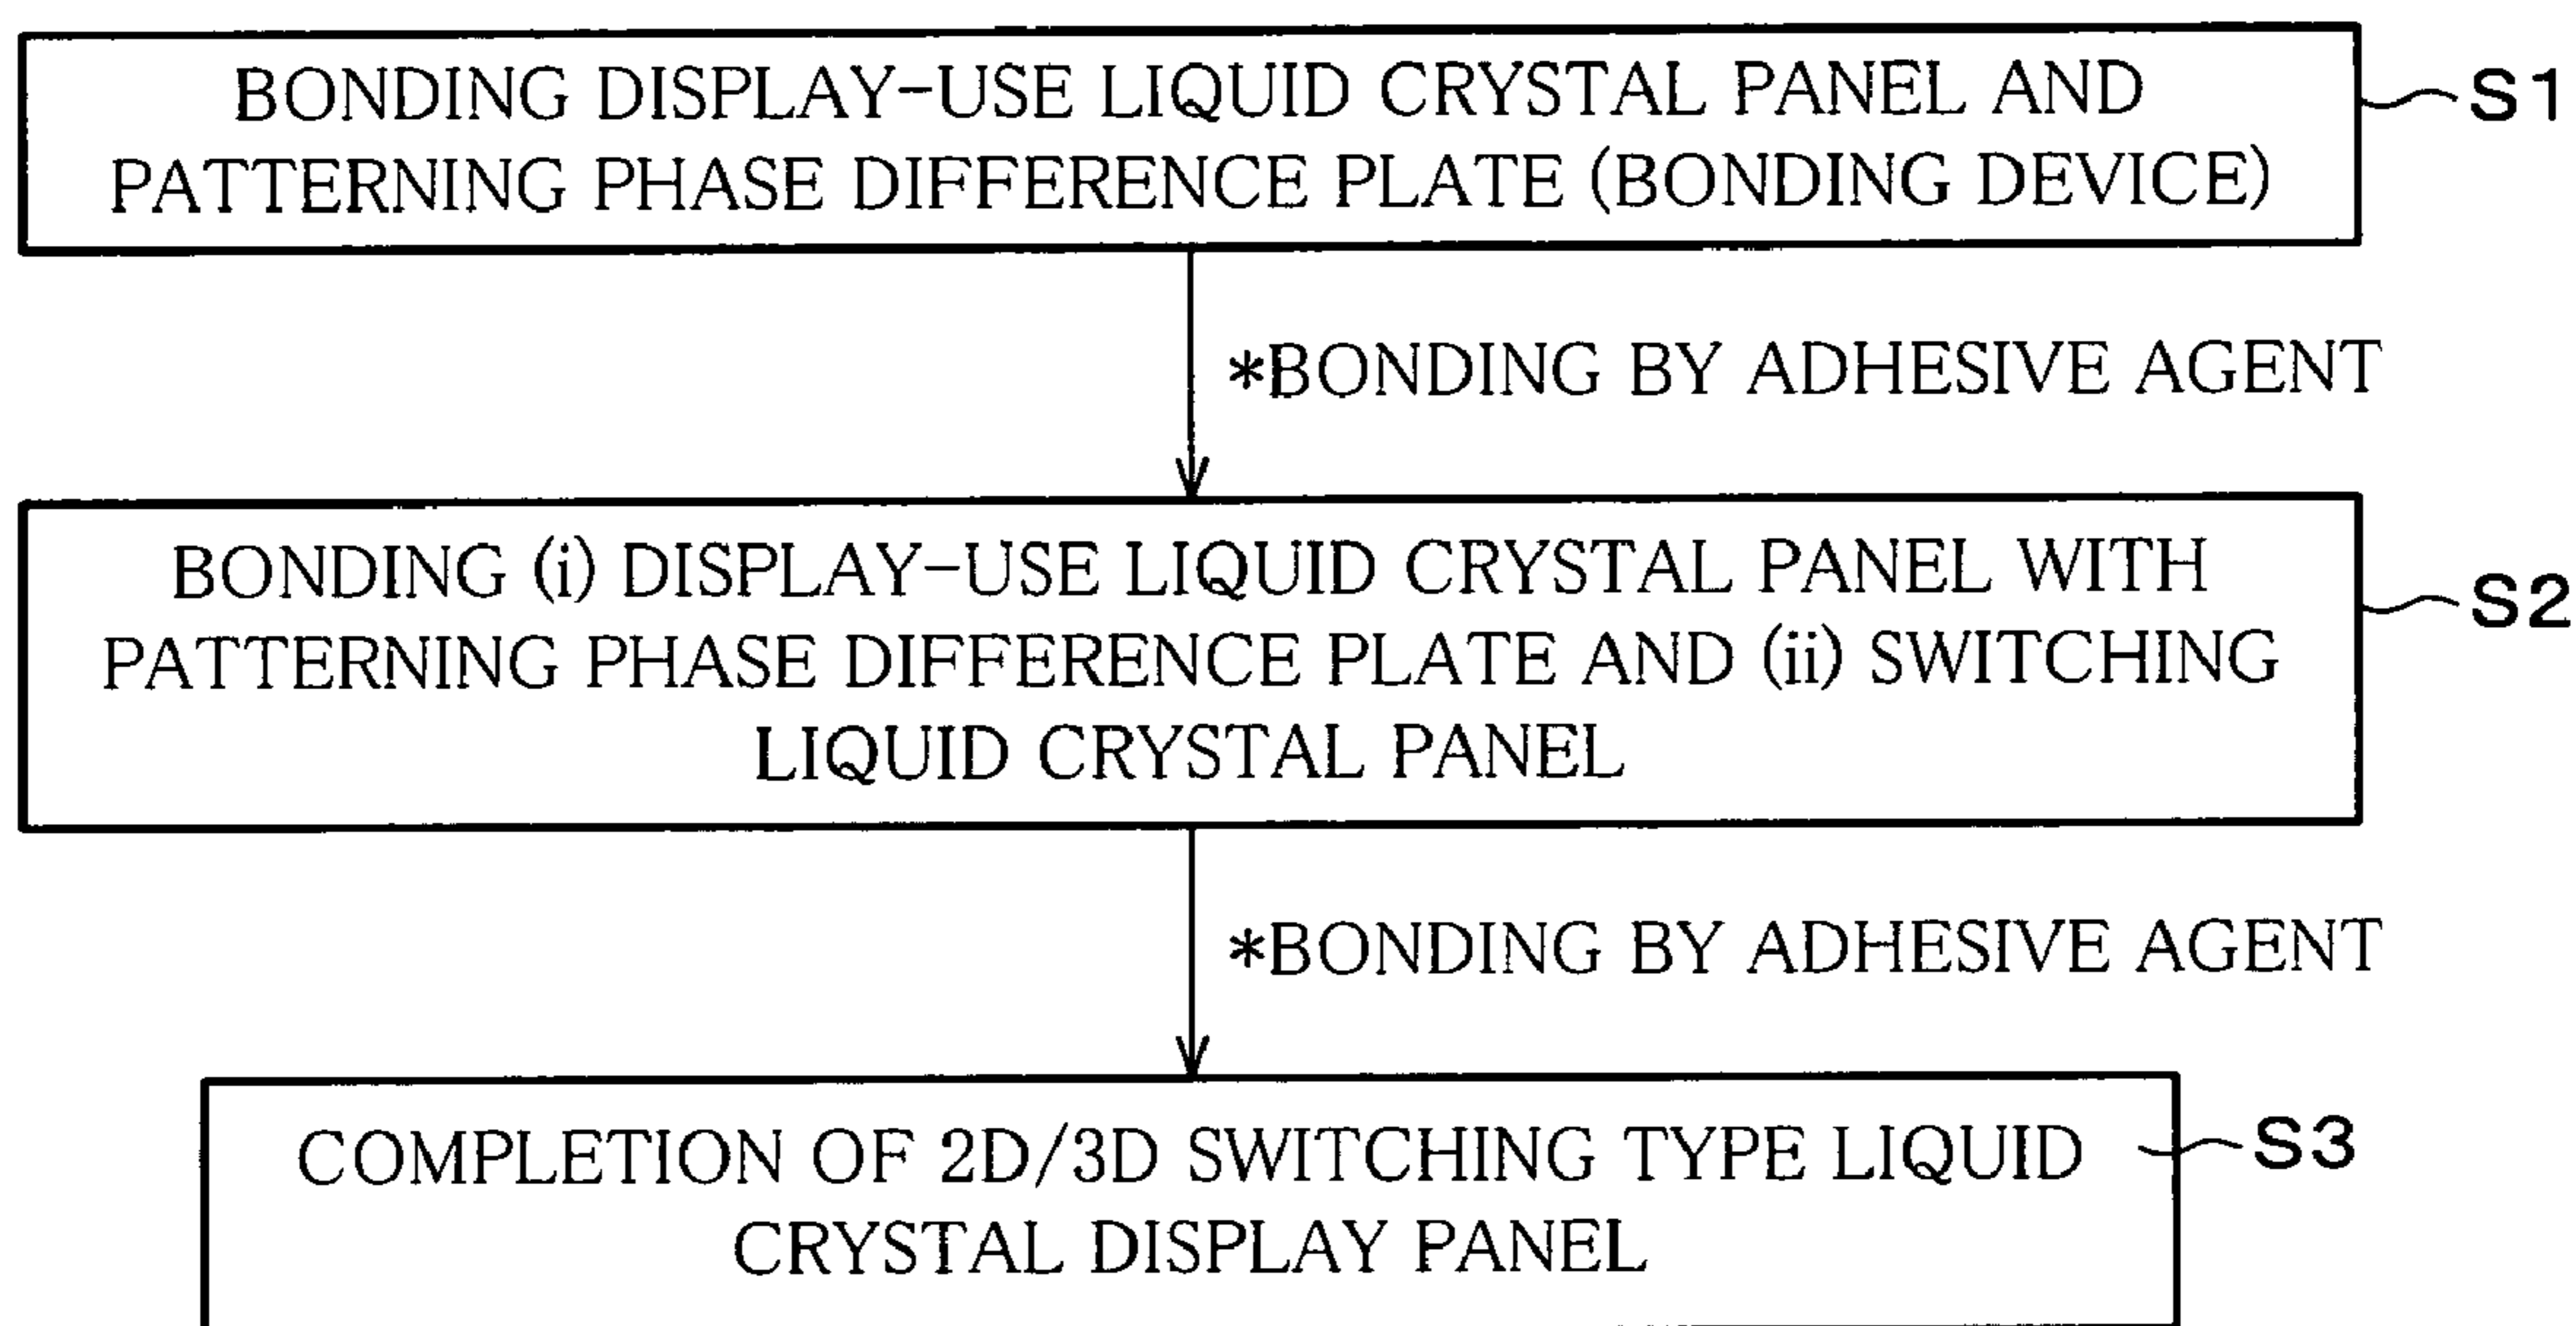 BONDING DISPLAY-USE LIQUID CRYSTAL PANEL AND
PATTERNING PHASE DIFFERENCE PLATE (BONDING DEVICE)
S1
*BONDING BY ADHESIVE AGENT
BONDING (i) DISPLAY-USE LIQUID CRYSTAL PANEL WITH
PATTERNING PHASE DIFFERENCE PLATE AND (ii) SWITCHING
LIQUID CRYSTAL PANEL
S2
*BONDING BY ADHESIVE AGENT
COMPLETION OF 2D/3D SWITCHING TYPE LIQUID
CRYSTAL DISPLAY PANEL
S3